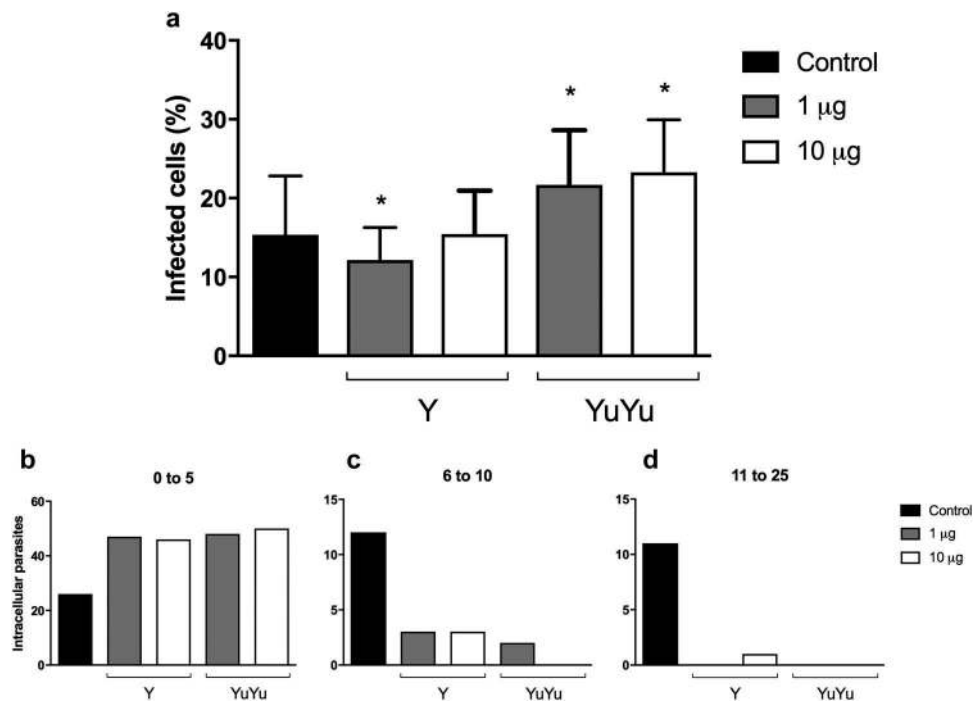 a
40
30
20
10
0
Infected cells (%)
* * *
Y YuYu
Control
1 μg
10 μg
b 0 to 5
60
40
20
0
Intracellular parasites
Y YuYu
c 6 to 10
15
10
5
0
Y YuYu
d 11 to 25
15
10
5
0
Y YuYu
Control
1 μg
10 μg